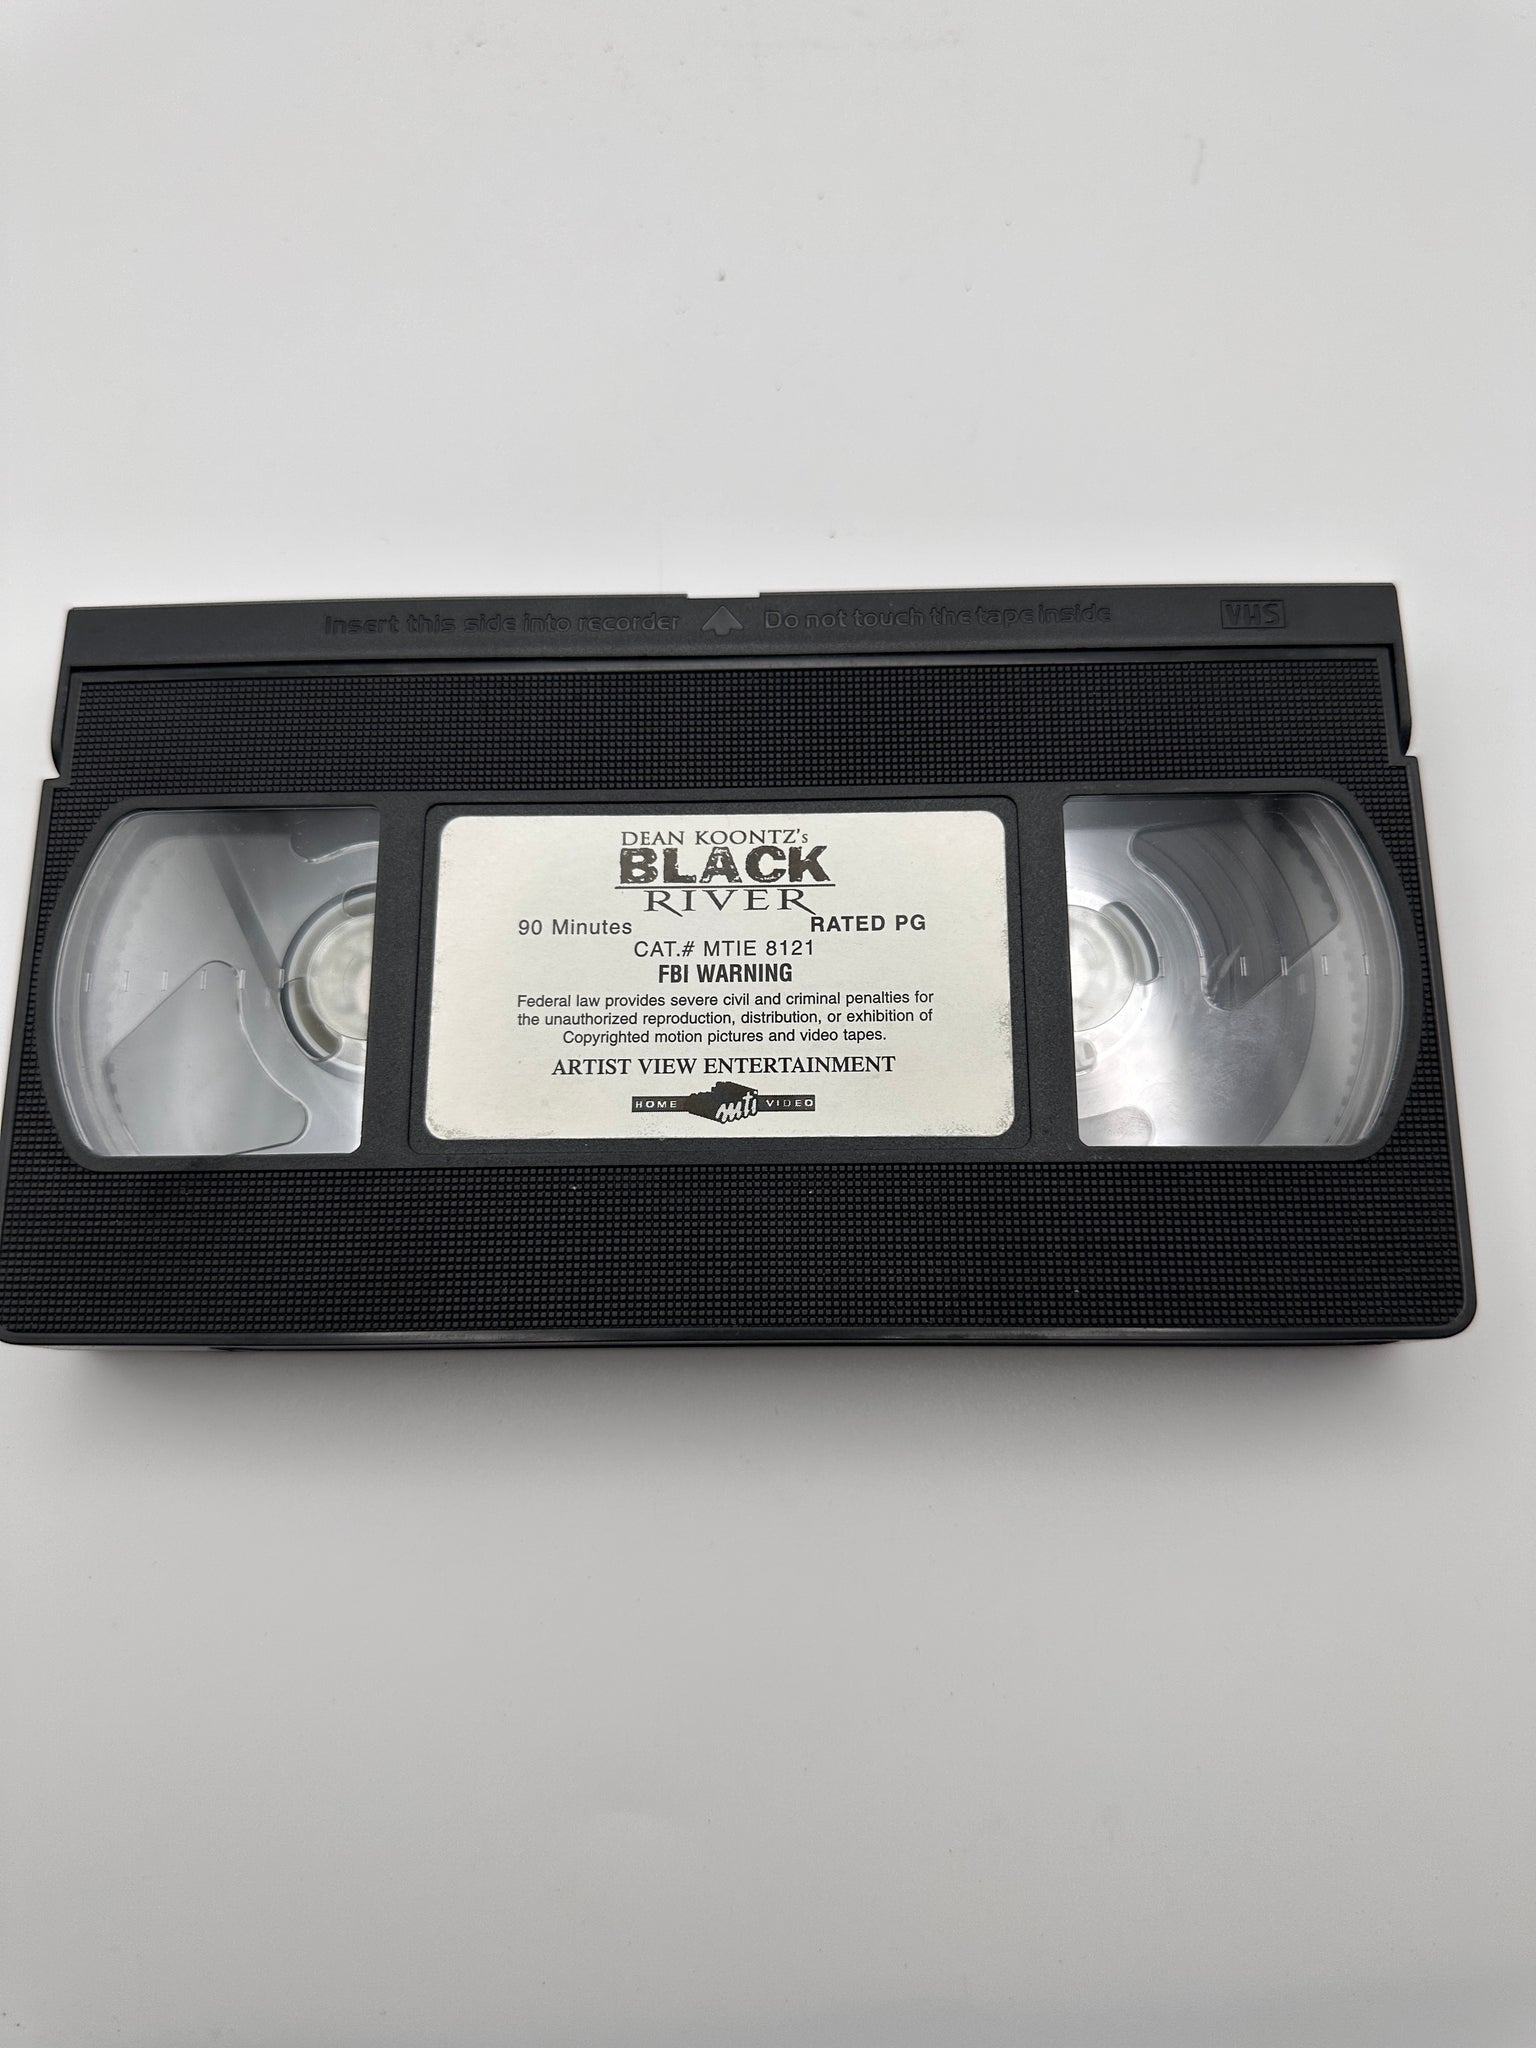 Insert this side into recorder Do not touch the tape inside VHS
DEAN KOONTZ's
BLACK
RIVER
90 Minutes RATED PG
CAT.# MTIE 8121
FBI WARNING
Federal law provides severe civil and criminal penalties for
the unauthorized reproduction, distribution, or exhibition of
Copyrighted motion pictures and video tapes.
ARTIST VIEW ENTERTAINMENT
HOME mti VIDEO